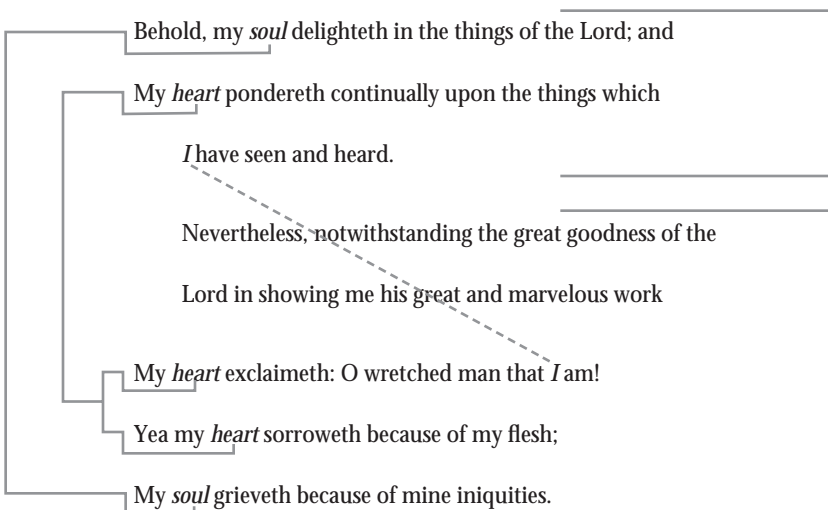 Behold, my soul delighteth in the things of the Lord; and
My heart pondereth continually upon the things which
I have seen and heard.
Nevertheless, notwithstanding the great goodness of the
Lord in showing me his great and marvelous work
My heart exclaimeth: O wretched man that I am!
Yea my heart sorroweth because of my flesh;
My soul grieveth because of mine iniquities.